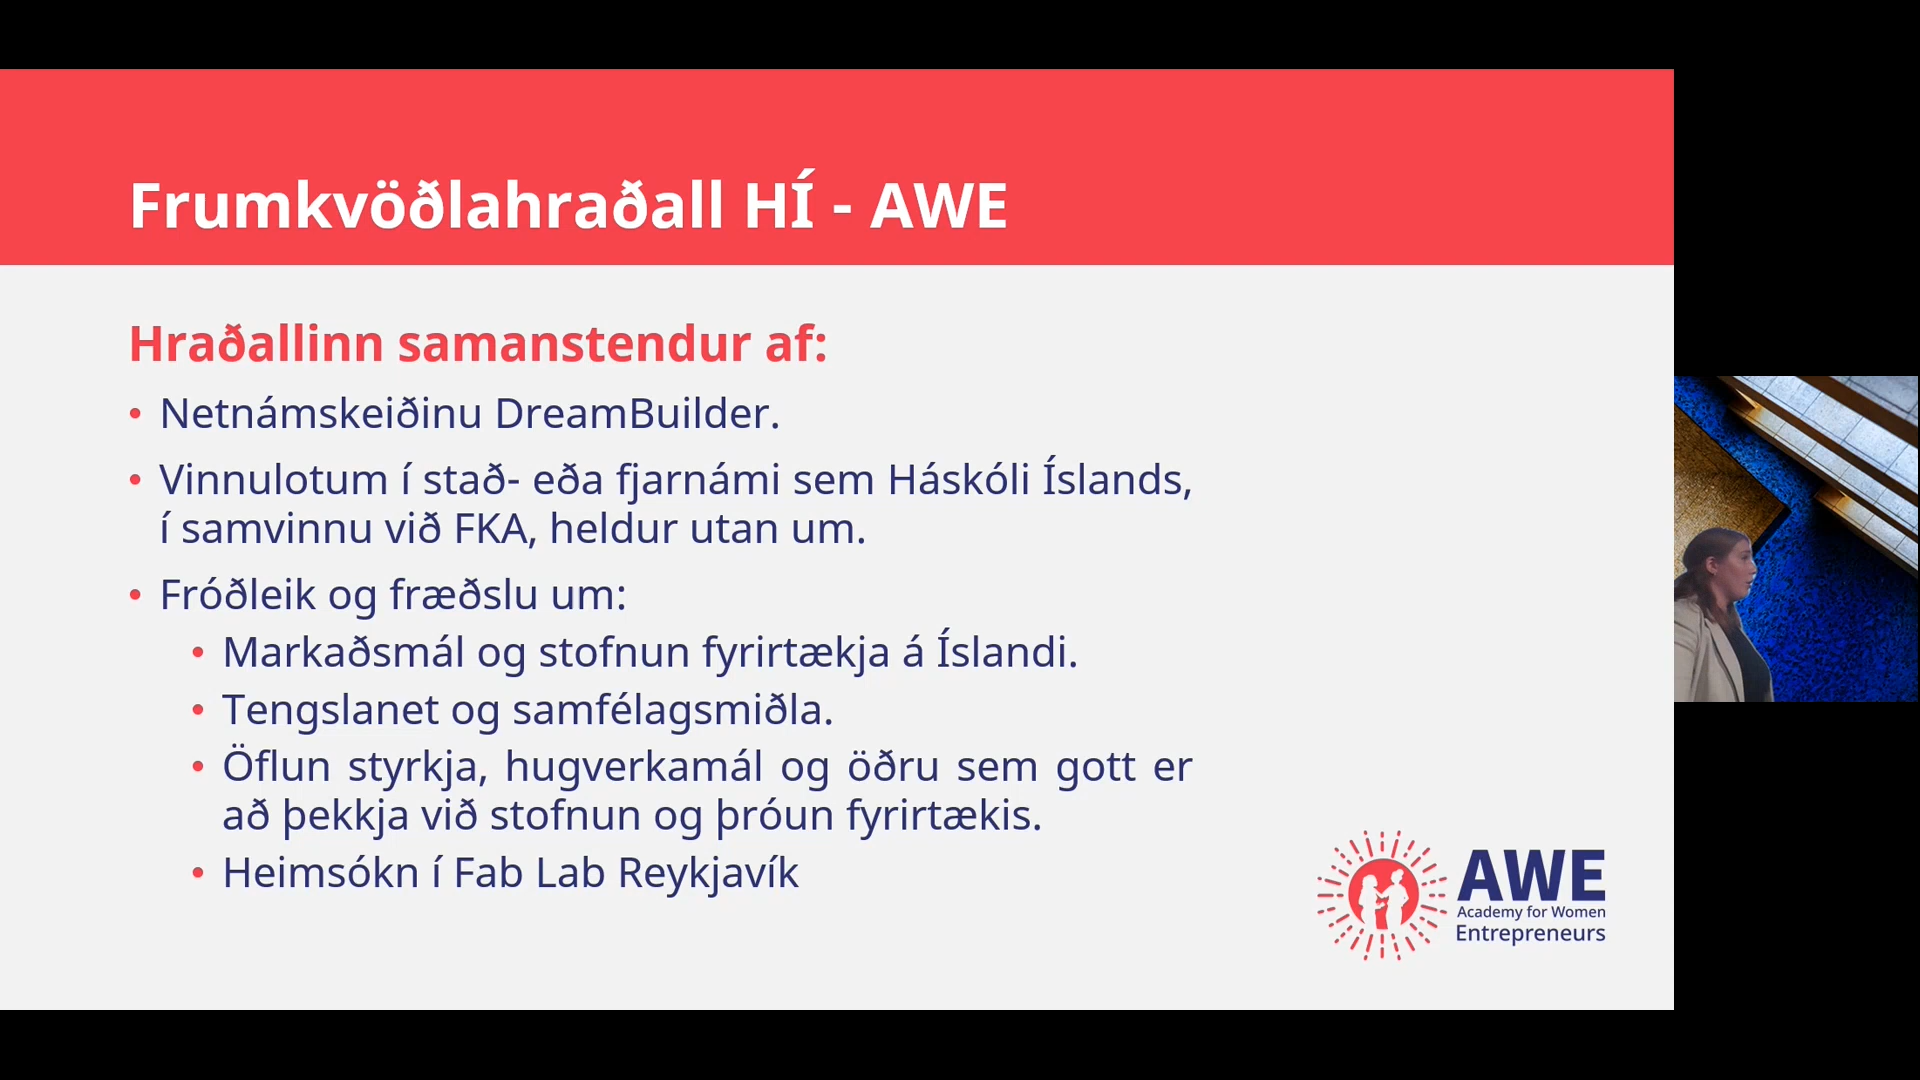 Frumkvöðlahraðall HÍ - AWE
Hraðallinn samanstendur af:
• Netnámskeiðinu DreamBuilder.
• Vinnulotum í stað- eða fjarnámi sem Háskóli Íslands,
í samvinnu við FKA, heldur utan um.
• Fróðleik og fræðslu um:
• Markaðsmál og stofnun fyrirtækja á Íslandi.
• Tengslanet og samfélagsmiðla.
• Öflun styrkja, hugverkamál og öðru sem gott er
að þekkja við stofnun og þróun fyrirtækis.
• Heimsókn í Fab Lab Reykjavík
AWE
Academy for Women
Entrepreneurs